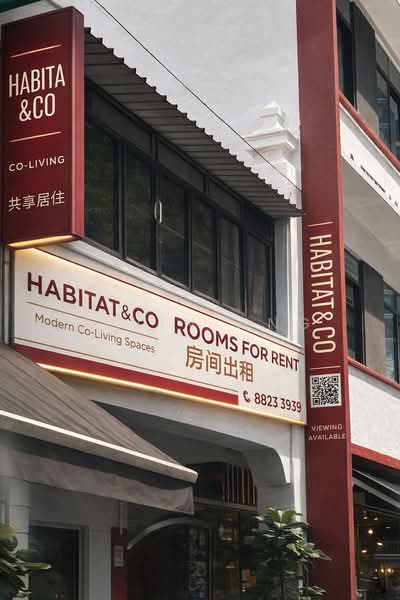 HABITA
&CO
CO-LIVING
共享居住
HABITAT&CO
Modern Co-Living Spaces
ROOMS FOR RENT
房间出租
8823 3939
HABITAT&CO
VIEWING
AVAILABLE